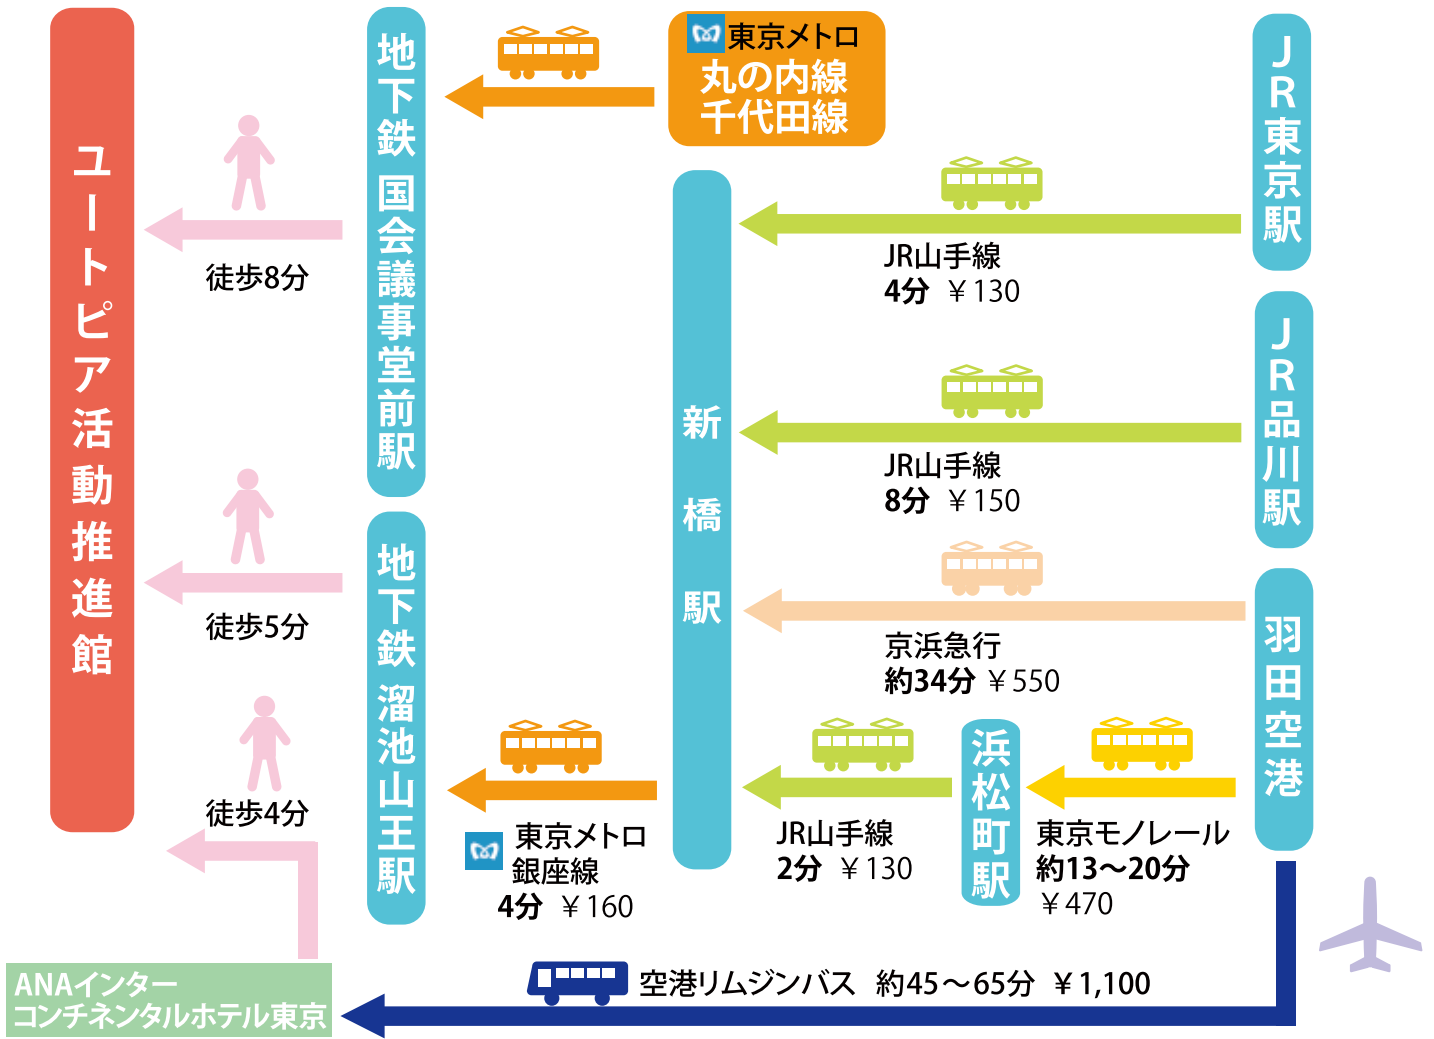 ユートピア活動推進館
地下鉄 国会議事堂前駅
地下鉄 溜池山王駅
東京メトロ
丸の内線
千代田線
新橋駅
JR東京駅
JR品川駅
羽田空港
浜松町駅
徒歩8分
徒歩5分
徒歩4分
JR山手線
4分 ￥130
JR山手線
8分 ￥150
京浜急行
約34分 ￥550
東京メトロ
銀座線
4分 ￥160
JR山手線
2分 ￥130
東京モノレール
約13〜20分
￥470
空港リムジンバス 約45〜65分 ￥1,100
ANAインター
コンチネンタルホテル東京